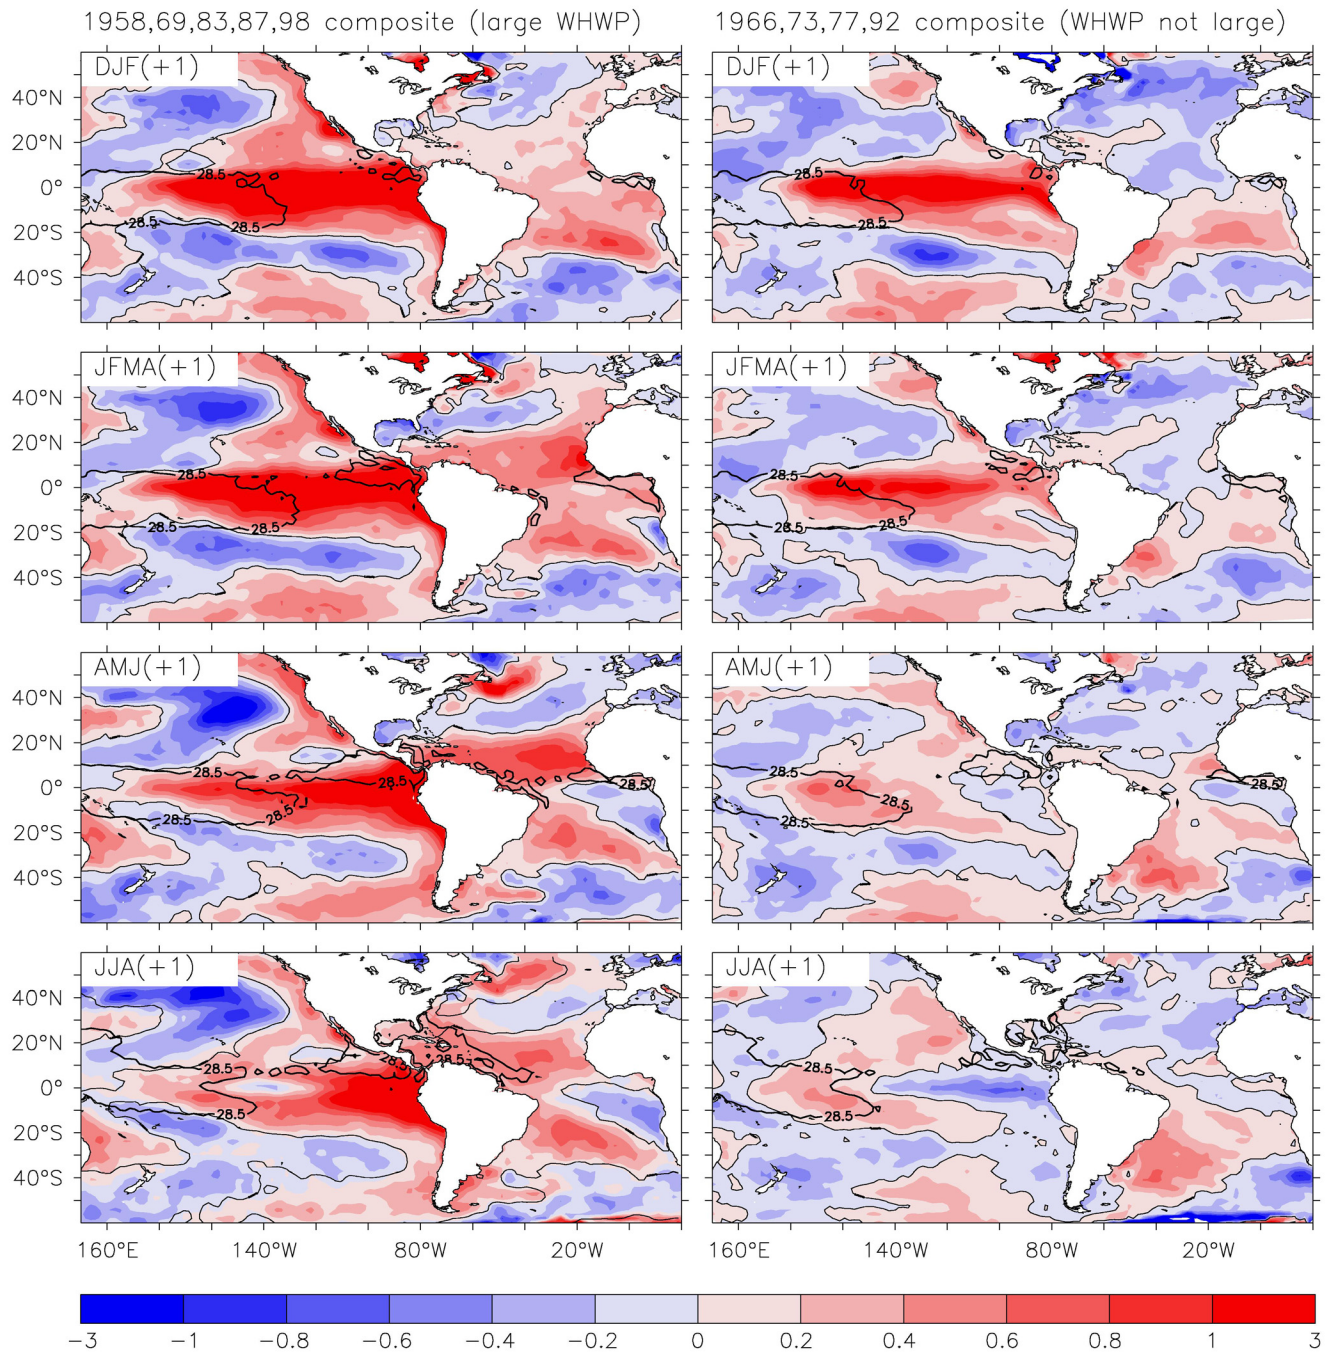 1958,69,83,87,98 composite (large WHWP)
1966,73,77,92 composite (WHWP not large)
DJF(+1)
DJF(+1)
40°N
20°N
0°
20°S
40°S
28.5
28.5
28.5
28.5
28.5
JFMA(+1)
JFMA(+1)
40°N
20°N
0°
20°S
40°S
28.5
28.5
28.5
28.5
28.5
28.5
AMJ(+1)
AMJ(+1)
40°N
20°N
0°
20°S
40°S
28.5
28.5
28.5
28.5
28.5
28.5
28.5
28.5
28.5
JJA(+1)
JJA(+1)
40°N
20°N
0°
20°S
40°S
28.5
28.5
28.5
28.5
28.5
28.5
160°E
140°W
80°W
20°W
160°E
140°W
80°W
20°W
−3
−1
−0.8
−0.6
−0.4
−0.2
0
0.2
0.4
0.6
0.8
1
3